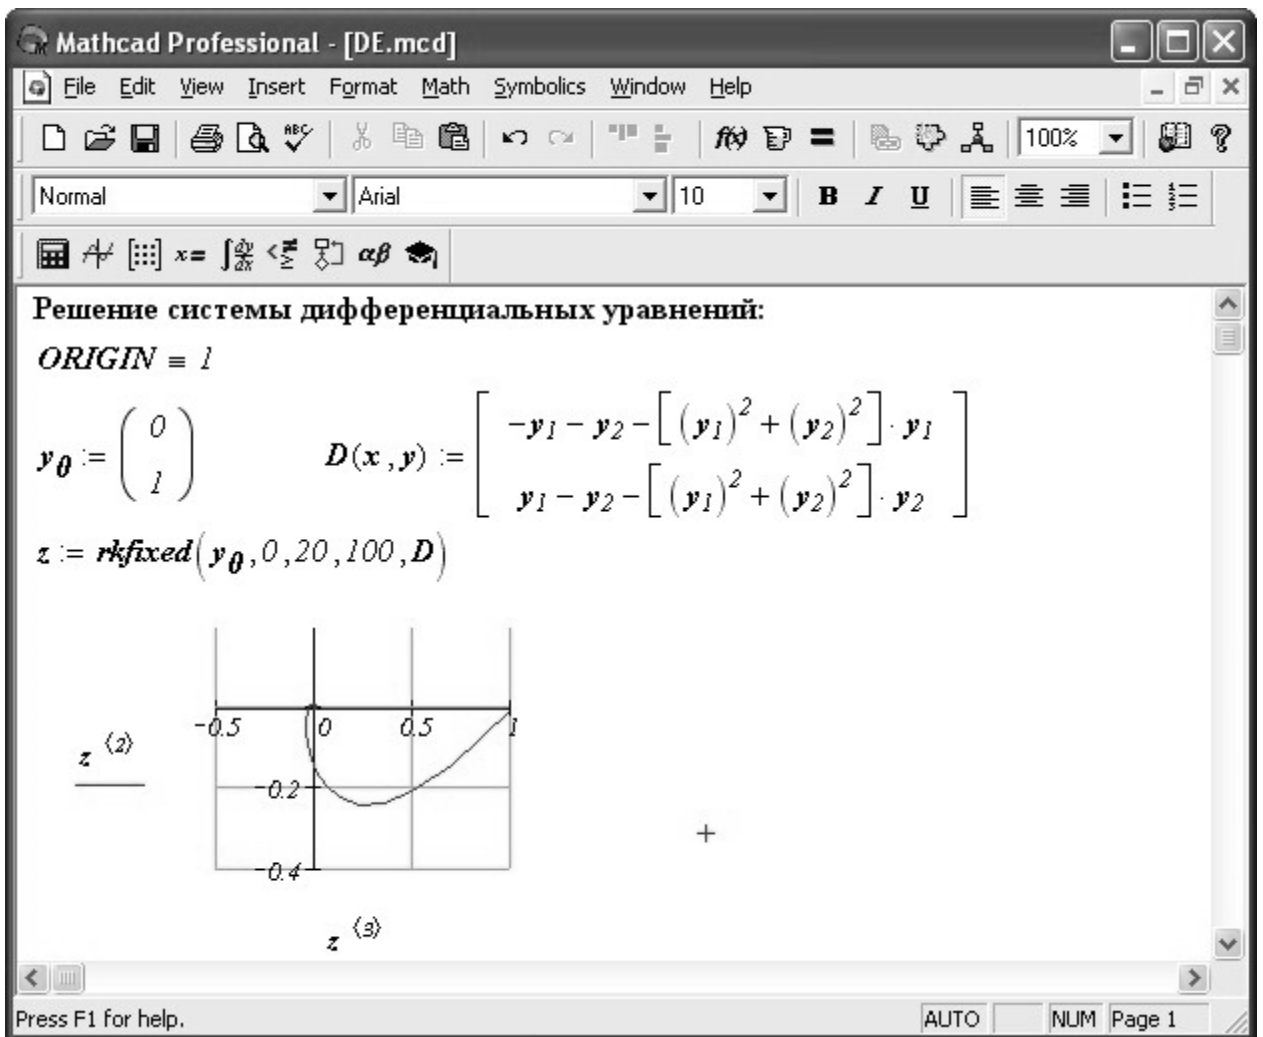 Mathcad Professional - [DE.mcd]
File Edit View Insert Format Math Symbolics Window Help
100%
Normal Arial 10 B I U
x= αβ
Решение системы дифференциальных уравнений:
ORIGIN ≡ 1
y₀ := (0 1) D(x,y) := [ -y₁ - y₂ - [(y₁)² + (y₂)²]·y₁
y₁ - y₂ - [(y₁)² + (y₂)²]·y₂ ]
z := rkfixed(y₀,0,20,100,D)
-0.5 0 0.5 1
z ⟨2⟩
-0.2
-0.4
z ⟨3⟩
Press F1 for help. AUTO NUM Page 1